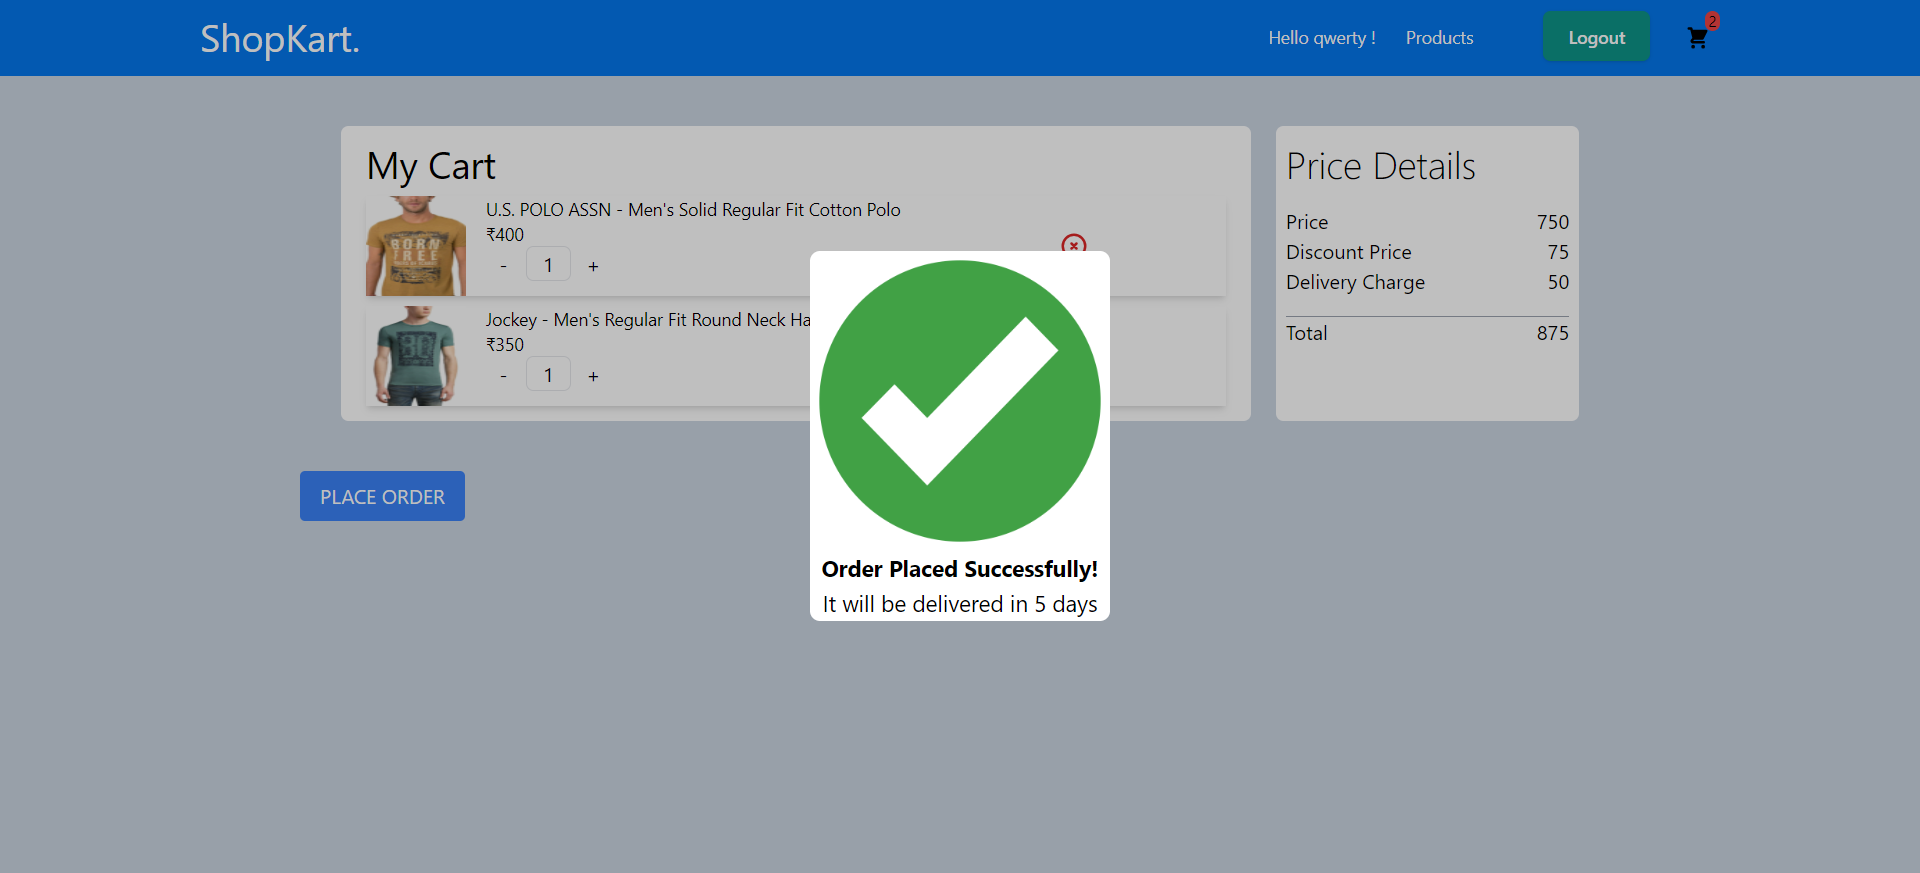 ShopKart.
Hello qwerty !
Products
Logout
2
My Cart
U.S. POLO ASSN - Men's Solid Regular Fit Cotton Polo
₹400
- 1 +
BORN
FREE
Jockey - Men's Regular Fit Round Neck Ha
₹350
- 1 +
Price Details
Price 750
Discount Price 75
Delivery Charge 50
Total 875
PLACE ORDER
Order Placed Successfully!
It will be delivered in 5 days